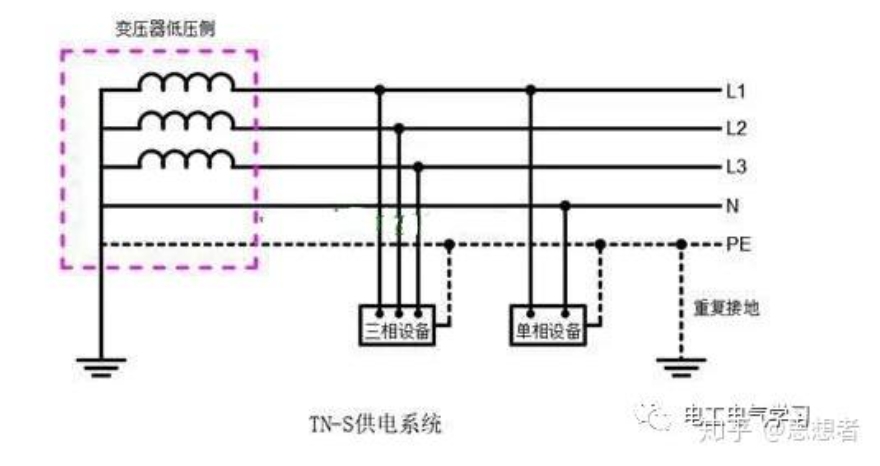 变压器低压侧
L1
L2
L3
N
PE
重复接地
三相设备
单相设备
TN-S供电系统
电工电气学习
知乎 @思想者